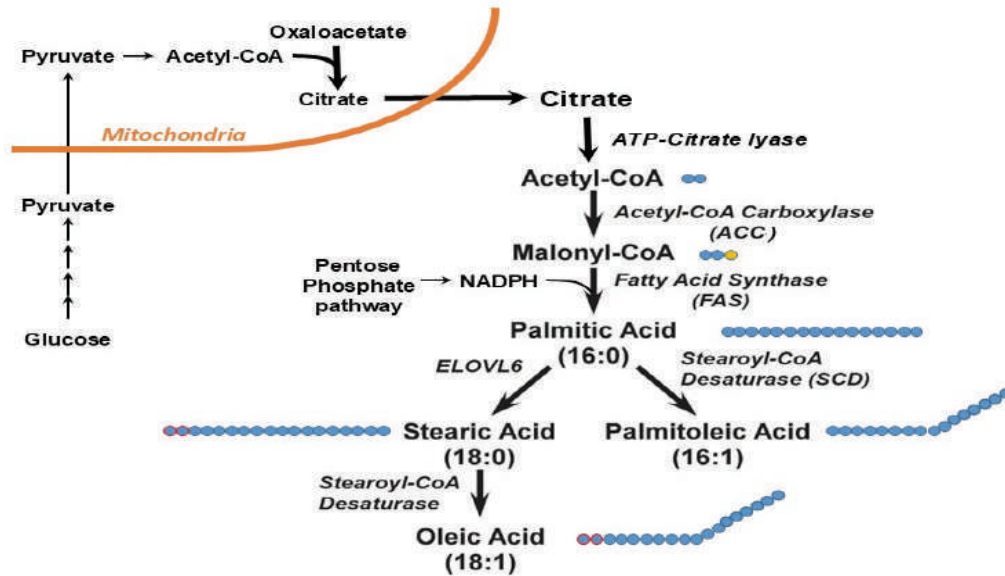 Oxaloacetate
Pyruvate
Acetyl-CoA
Citrate
Citrate
Mitochondria
ATP-Citrate lyase
Acetyl-CoA
Pyruvate
Acetyl-CoA Carboxylase
(ACC)
Malonyl-CoA
Pentose
Phosphate
pathway
NADPH
Fatty Acid Synthase
(FAS)
Glucose
Palmitic Acid
(16:0)
ELOVL6
Stearoyl-CoA
Desaturase (SCD)
Stearic Acid
(18:0)
Palmitoleic Acid
(16:1)
Stearoyl-CoA
Desaturase
Oleic Acid
(18:1)